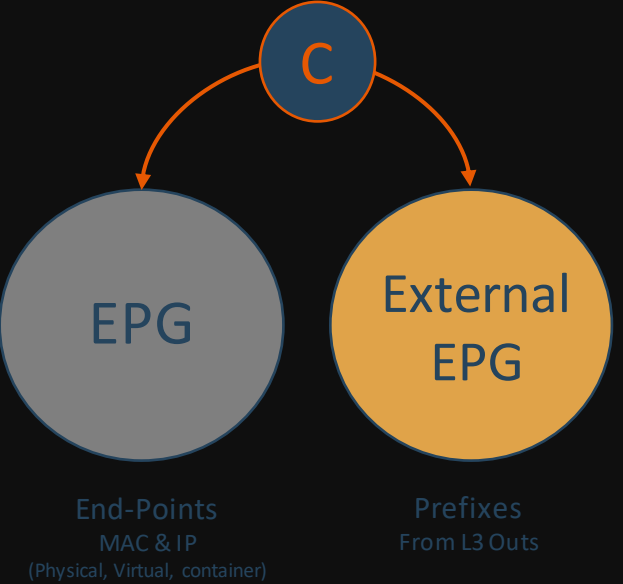 C
EPG
External
EPG
End-Points
MAC & IP
(Physical, Virtual, container)
Prefixes
From L3 Outs